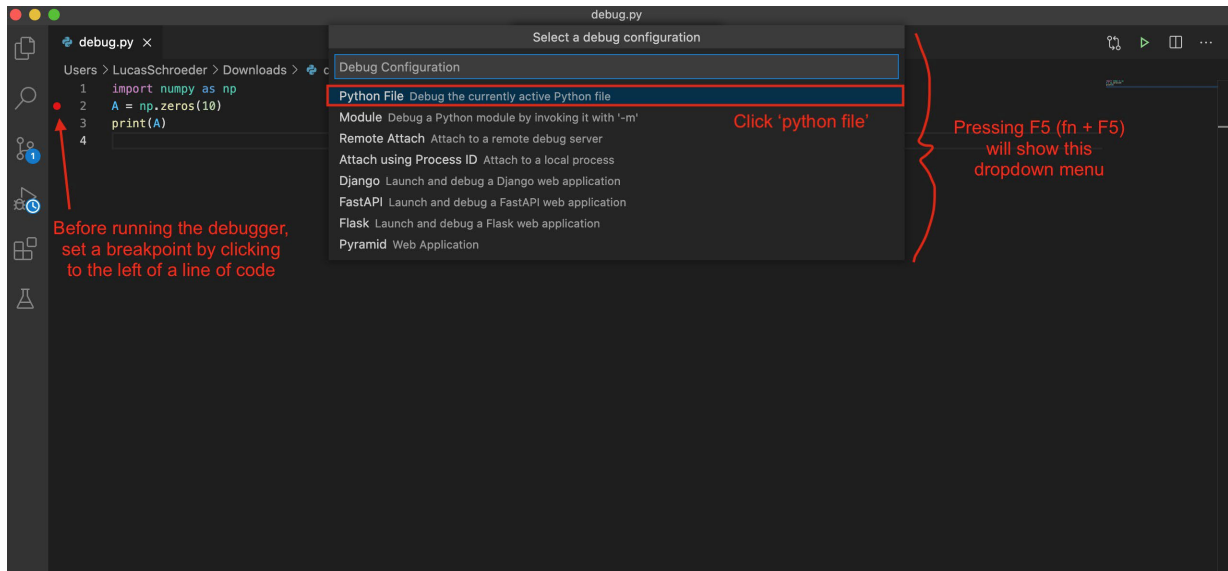 debug.py
Select a debug configuration
debug.py
Debug Configuration
Users > LucasSchroeder > Downloads >
1 import numpy as np
2 A = np.zeros(10)
3 print(A)
4
Python File Debug the currently active Python file
Module Debug a Python module by invoking it with '-m'
Remote Attach Attach to a remote debug server
Attach using Process ID Attach to a local process
Django Launch and debug a Django web application
FastAPI Launch and debug a FastAPI web application
Flask Launch and debug a Flask web application
Pyramid Web Application
Click ‘python file’
Pressing F5 (fn + F5)
will show this
dropdown menu
1
Before running the debugger,
set a breakpoint by clicking
to the left of a line of code